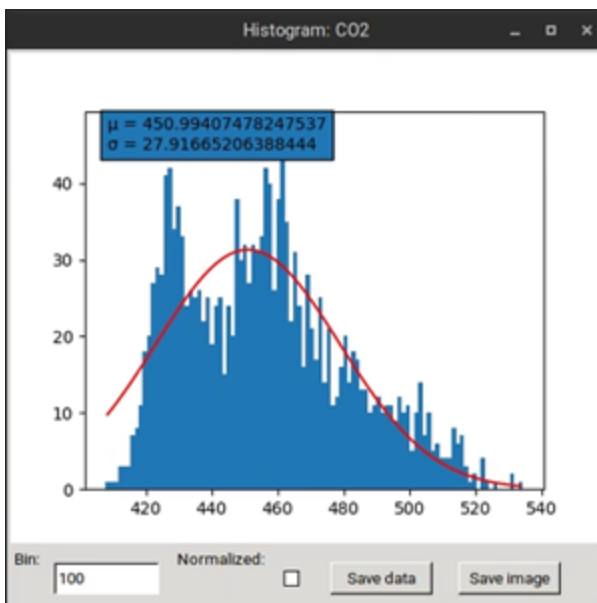 Histogram: CO2
μ = 450.99407478247537
σ = 27.91665206388444
40
30
20
10
0
420 440 460 480 500 520 540
Bin: 100 Normalized: Save data Save image